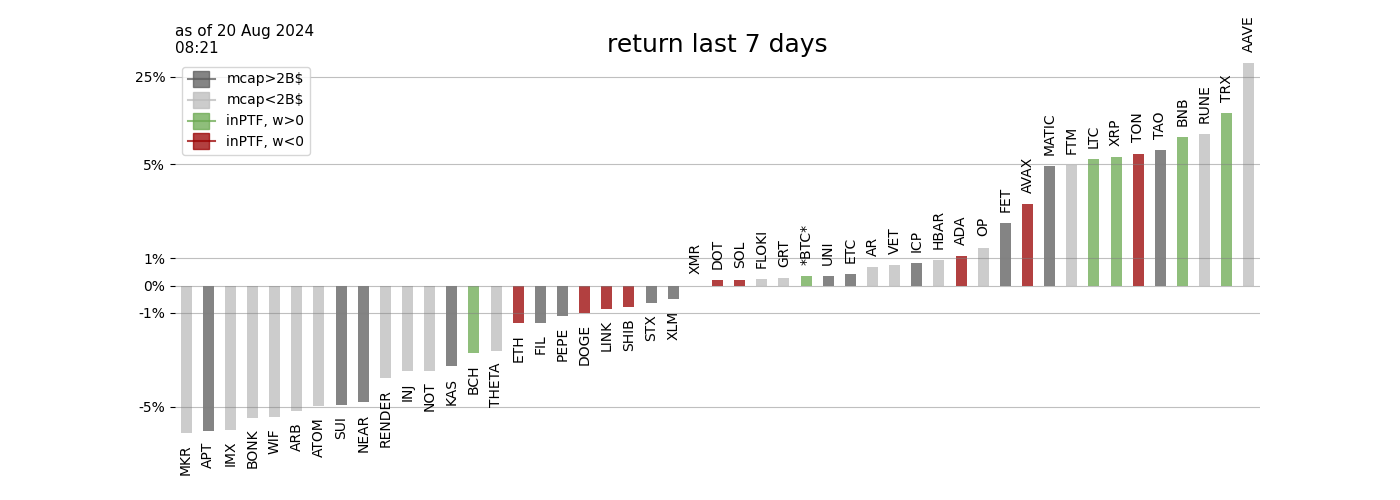 as of 20 Aug 2024
08:21
return last 7 days
mcap>2B$
mcap<2B$
inPTF, w>0
inPTF, w<0
25%
5%
1%
0%
-1%
-5%
MKR
APT
IMX
BONK
WIF
ARB
ATOM
SUI
NEAR
RENDER
INJ
NOT
KAS
BCH
THETA
ETH
FIL
PEPE
DOGE
LINK
SHIB
STX
XLM
XMR
DOT
SOL
FLOKI
GRT
*BTC*
UNI
ETC
AR
VET
ICP
HBAR
ADA
OP
FET
AVAX
MATIC
FTM
LTC
XRP
TON
TAO
BNB
RUNE
TRX
AAVE